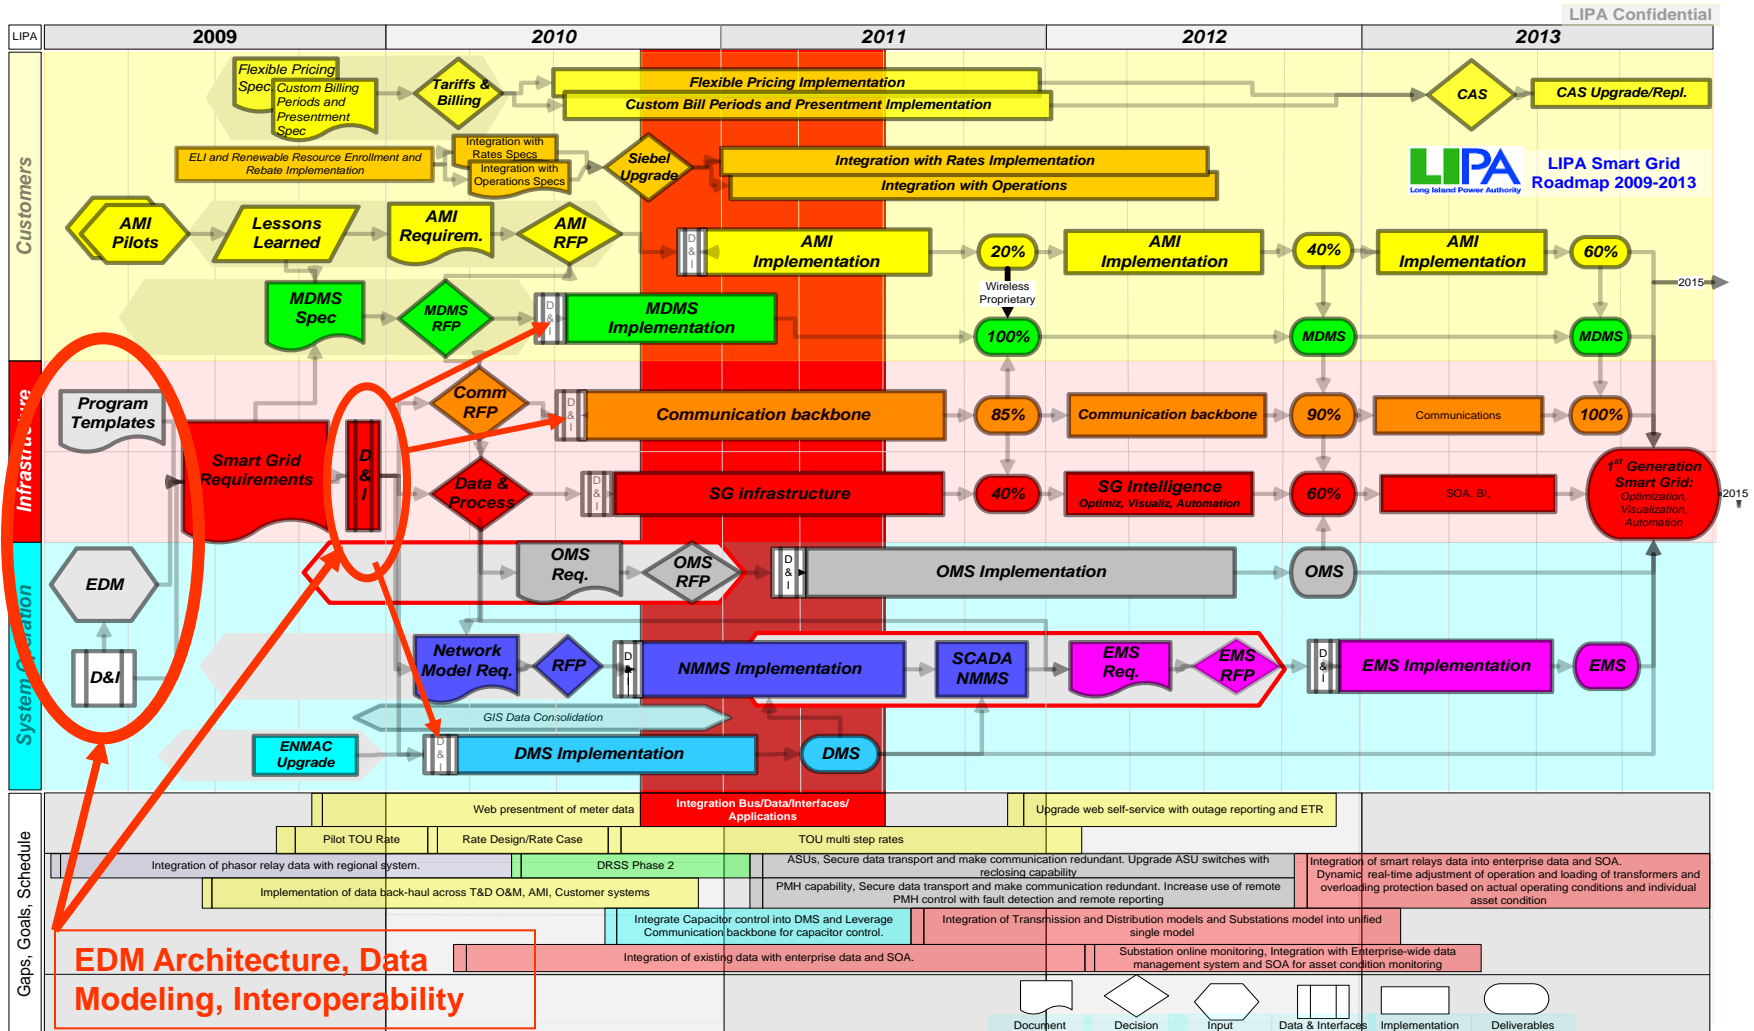 LIPA Confidential
LIPA
2009
2010
2011
2012
2013
Customers
Flexible Pricing
Spec
Custom Billing
Periods and
Presentment
Spec
Tariffs &
Billing
Flexible Pricing Implementation
Custom Bill Periods and Presentment Implementation
CAS
CAS Upgrade/Repl.
ELI and Renewable Resource Enrollment and
Rebate Implementation
Integration with
Rates Specs
Integration with
Operations Specs
Siebel
Upgrade
Integration with Rates Implementation
Integration with Operations
LIPA
Long Island Power Authority
LIPA Smart Grid
Roadmap 2009-2013
AMI
Pilots
Lessons
Learned
AMI
Requirem.
AMI
RFP
D
&
I
AMI
Implementation
20%
AMI
Implementation
40%
AMI
Implementation
60%
Wireless
Proprietary
2015
MDMS
Spec
MDMS
RFP
D
&
I
MDMS
Implementation
100%
MDMS
MDMS
Infrastructure
Program
Templates
Smart Grid
Requirements
D
&
I
Comm
RFP
D
&
I
Communication backbone
85%
Communication backbone
90%
Communications
100%
Data &
Process
D
&
I
SG infrastructure
40%
SG Intelligence
Optimiz, Visualiz, Automation
60%
SOA, BI,
1st Generation
Smart Grid:
Oplimization,
Visualization,
Automation
2015
System Operation
EDM
D&I
OMS
Req.
OMS
RFP
D
&
I
OMS Implementation
OMS
Network
Model Req.
RFP
D
I
NMMS Implementation
SCADA
NMMS
EMS
Req.
EMS
RFP
D
&
I
EMS Implementation
EMS
GIS Data Consolidation
ENMAC
Upgrade
D
&
I
DMS Implementation
DMS
Gaps, Goals, Schedule
Web presentment of meter data
Integration Bus/Data/Interfaces/
Applications
Upgrade web self-service with outage reporting and ETR
Pilot TOU Rate
Rate Design/Rate Case
TOU multi step rates
Integration of phasor relay data with regional system.
DRSS Phase 2
ASUs, Secure data transport and make communication redundant. Upgrade ASU switches with
reclosing capability
Integration of smart relays data into enterprise data and SOA.
Dynamic real-time adjustment of operation and loading of transformers and
overloading protection based on actual operating conditions and individual
asset condition
Implementation of data back-haul across T&D O&M, AMI, Customer systems
PMH capability, Secure data transport and make communication redundant. Increase use of remote
PMH control with fault detection and remote reporting
Integrate Capacitor control into DMS and Leverage
Communication backbone for capacitor control.
Integration of Transmission and Distribution models and Substations model into unified
single model
Integration of existing data with enterprise data and SOA.
Substation online monitoring, Integration with Enterprise-wide data
management system and SOA for asset condition monitoring
EDM Architecture, Data
Modeling, Interoperability
Document
Decision
Input
Data & Interfaces
Implementation
Deliverables